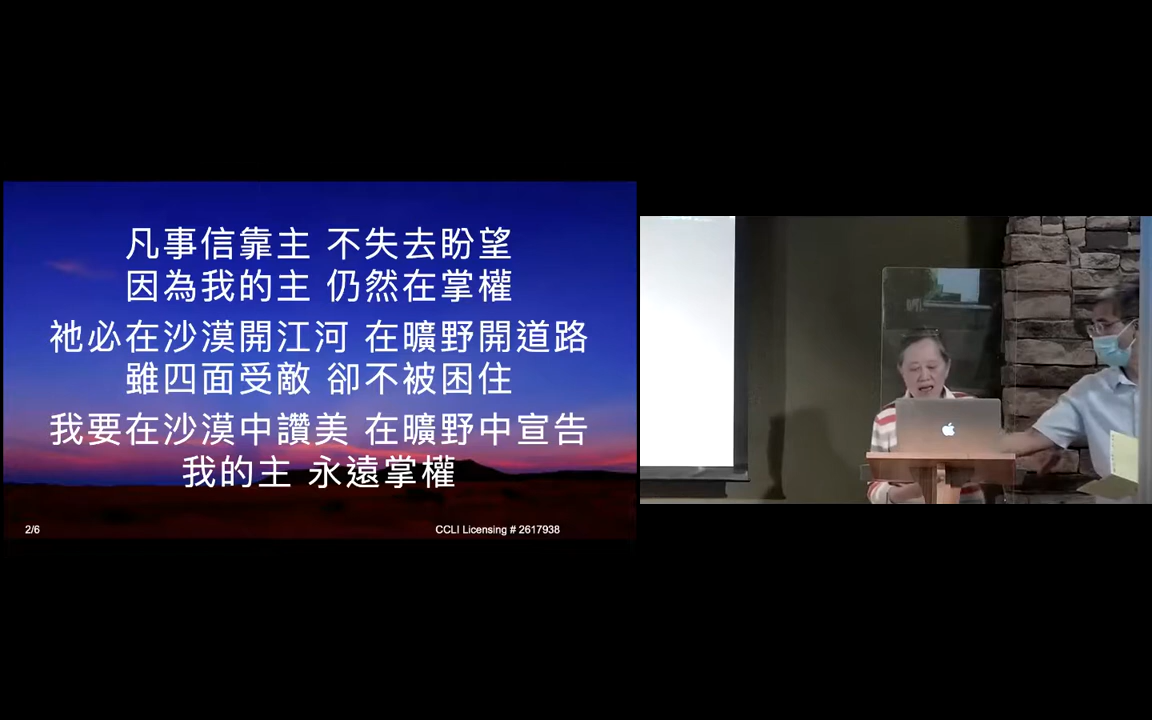 凡事信靠主 不失去盼望
因為我的主 仍然在掌權
祂必在沙漠開江河 在曠野開道路
雖四面受敵 卻不被困住
我要在沙漠中讚美 在曠野中宣告
我的主 永遠掌權
2/6
CCLI Licensing # 2617938